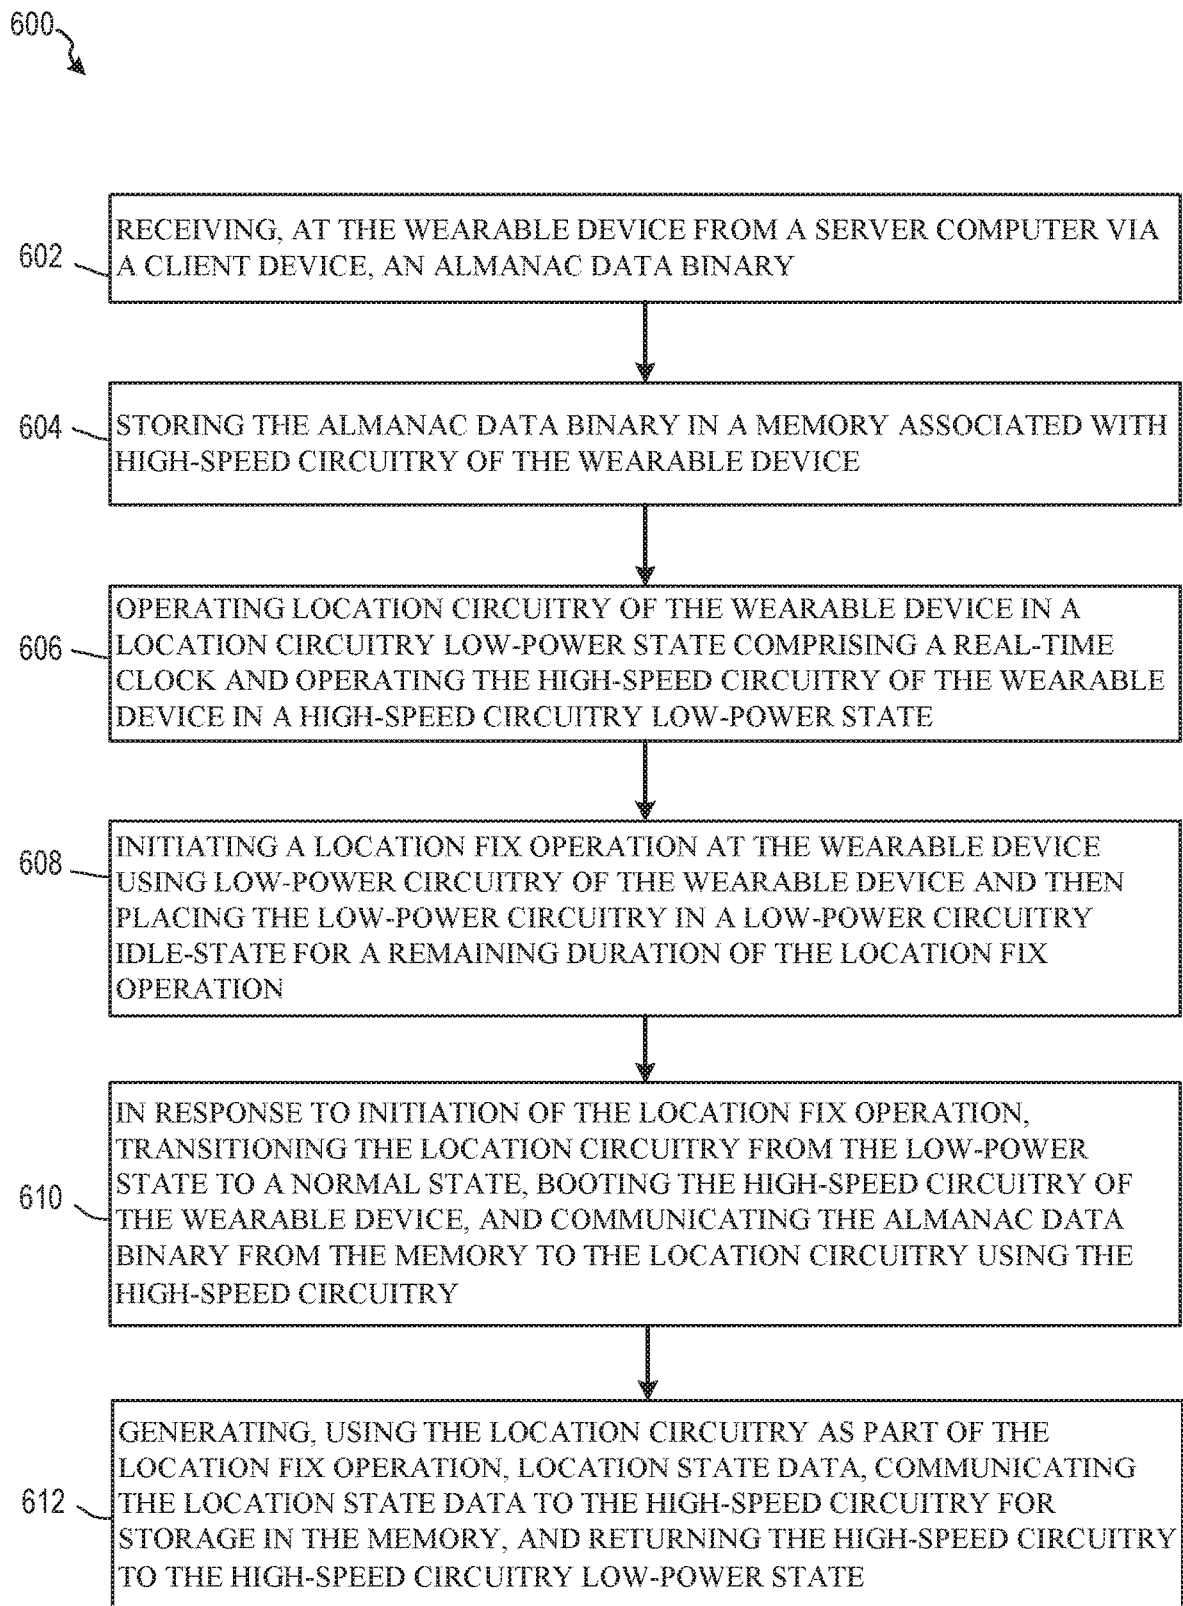 600
602
RECEIVING, AT THE WEARABLE DEVICE FROM A SERVER COMPUTER VIA
A CLIENT DEVICE, AN ALMANAC DATA BINARY
604
STORING THE ALMANAC DATA BINARY IN A MEMORY ASSOCIATED WITH
HIGH-SPEED CIRCUITRY OF THE WEARABLE DEVICE
606
OPERATING LOCATION CIRCUITRY OF THE WEARABLE DEVICE IN A
LOCATION CIRCUITRY LOW-POWER STATE COMPRISING A REAL-TIME
CLOCK AND OPERATING THE HIGH-SPEED CIRCUITRY OF THE WEARABLE
DEVICE IN A HIGH-SPEED CIRCUITRY LOW-POWER STATE
608
INITIATING A LOCATION FIX OPERATION AT THE WEARABLE DEVICE
USING LOW-POWER CIRCUITRY OF THE WEARABLE DEVICE AND THEN
PLACING THE LOW-POWER CIRCUITRY IN A LOW-POWER CIRCUITRY
IDLE-STATE FOR A REMAINING DURATION OF THE LOCATION FIX
OPERATION
610
IN RESPONSE TO INITIATION OF THE LOCATION FIX OPERATION,
TRANSITIONING THE LOCATION CIRCUITRY FROM THE LOW-POWER
STATE TO A NORMAL STATE, BOOTING THE HIGH-SPEED CIRCUITRY OF
THE WEARABLE DEVICE, AND COMMUNICATING THE ALMANAC DATA
BINARY FROM THE MEMORY TO THE LOCATION CIRCUITRY USING THE
HIGH-SPEED CIRCUITRY
612
GENERATING, USING THE LOCATION CIRCUITRY AS PART OF THE
LOCATION FIX OPERATION, LOCATION STATE DATA, COMMUNICATING
THE LOCATION STATE DATA TO THE HIGH-SPEED CIRCUITRY FOR
STORAGE IN THE MEMORY, AND RETURNING THE HIGH-SPEED CIRCUITRY
TO THE HIGH-SPEED CIRCUITRY LOW-POWER STATE